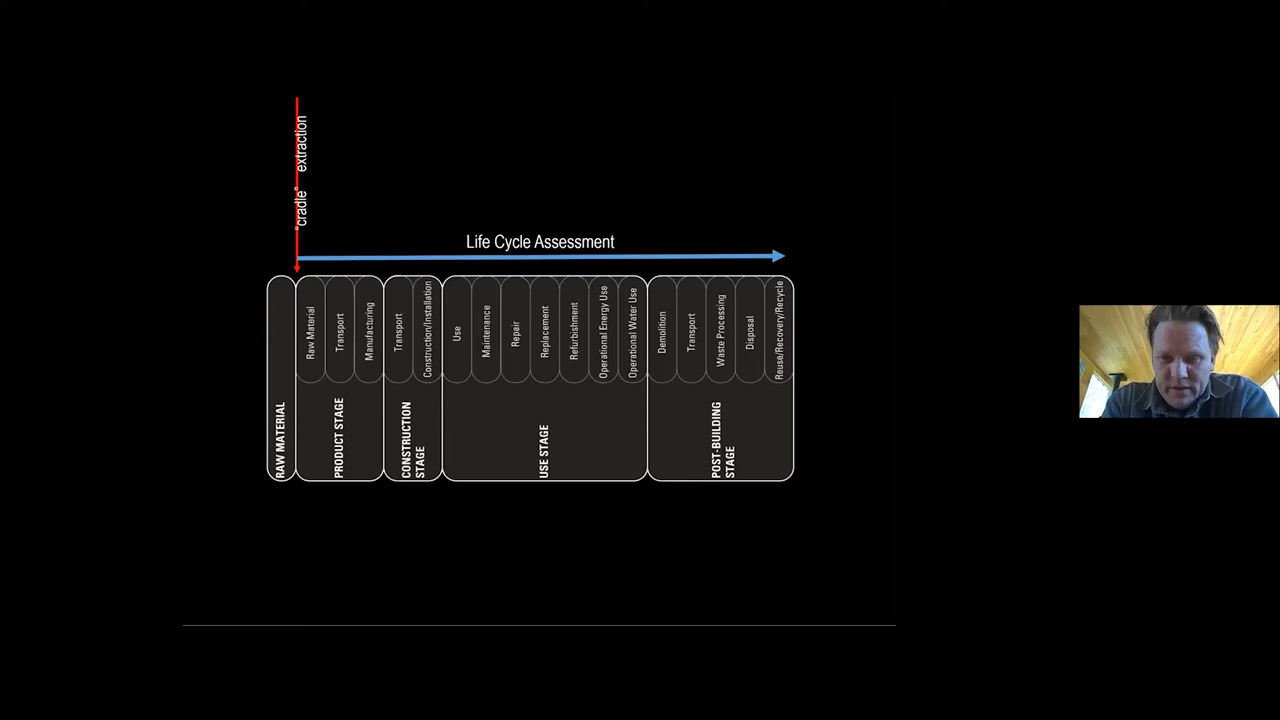 "cradle" extraction
Life Cycle Assessment
Raw Material
Transport
Manufacturing
Transport
Construction/Installation
Use
Maintenance
Repair
Replacement
Refurbishment
Operational Energy Use
Operational Water Use
Demolition
Transport
Waste Processing
Disposal
Reuse/Recovery/Recycle
RAW MATERIAL
PRODUCT STAGE
CONSTRUCTION
STAGE
USE STAGE
POST-BUILDING
STAGE